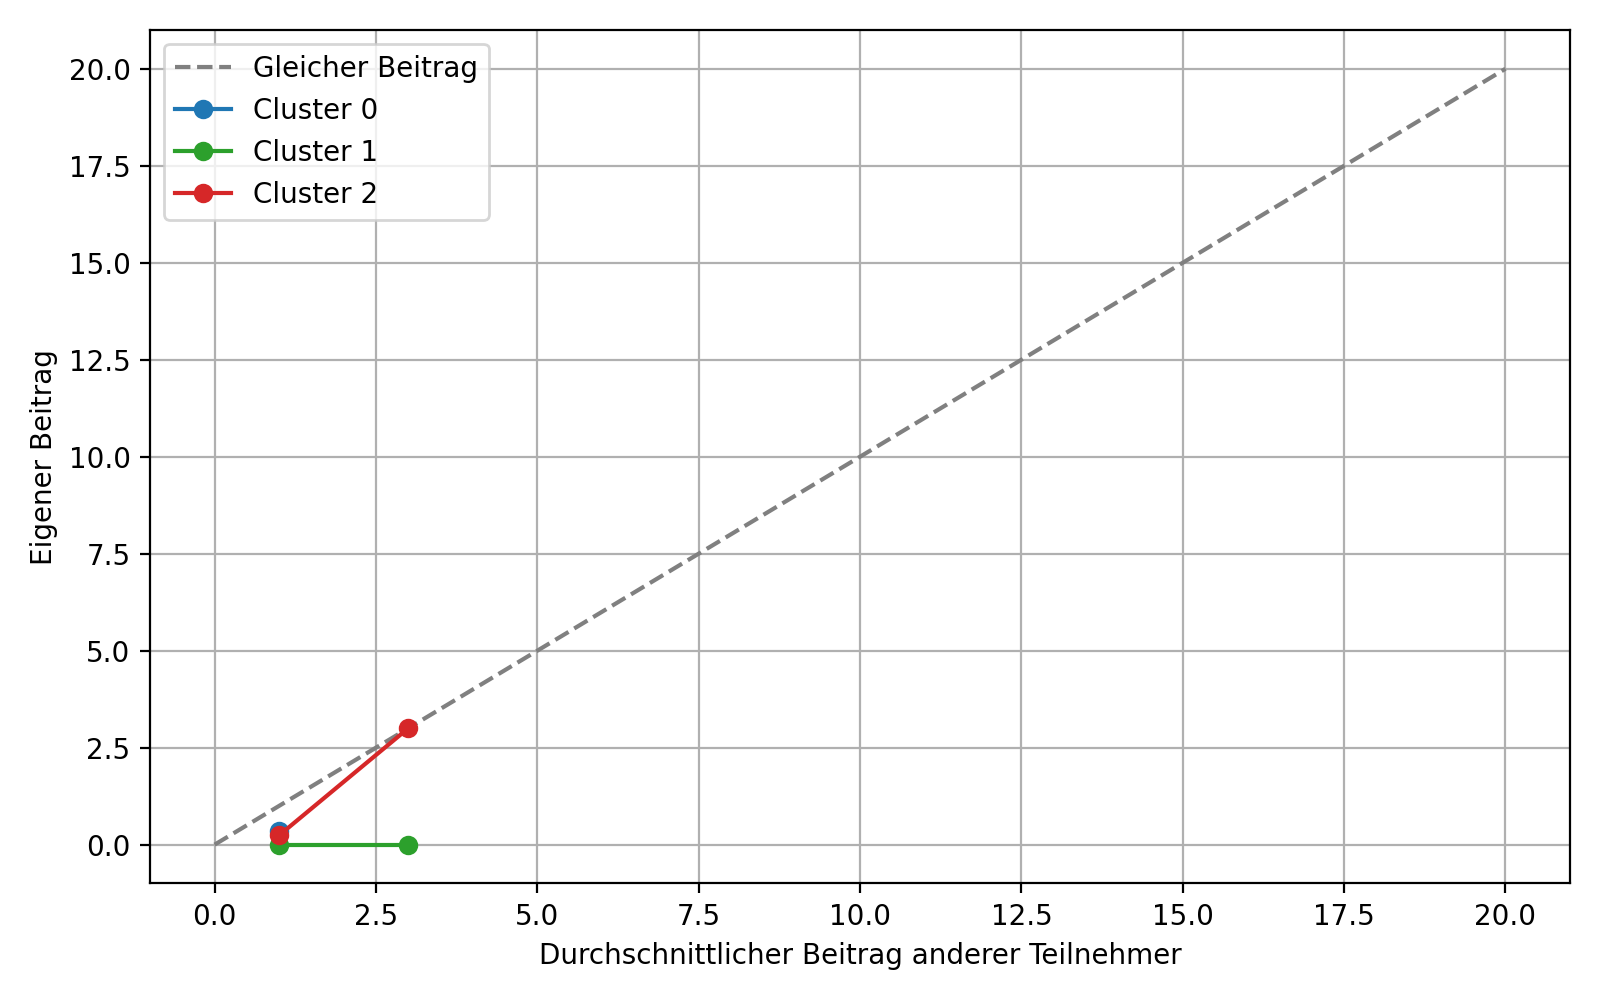 Gleicher Beitrag
Cluster 0
Cluster 1
Cluster 2
20.0
17.5
15.0
12.5
10.0
7.5
5.0
2.5
0.0
Eigener Beitrag
0.0 2.5 5.0 7.5 10.0 12.5 15.0 17.5 20.0
Durchschnittlicher Beitrag anderer Teilnehmer